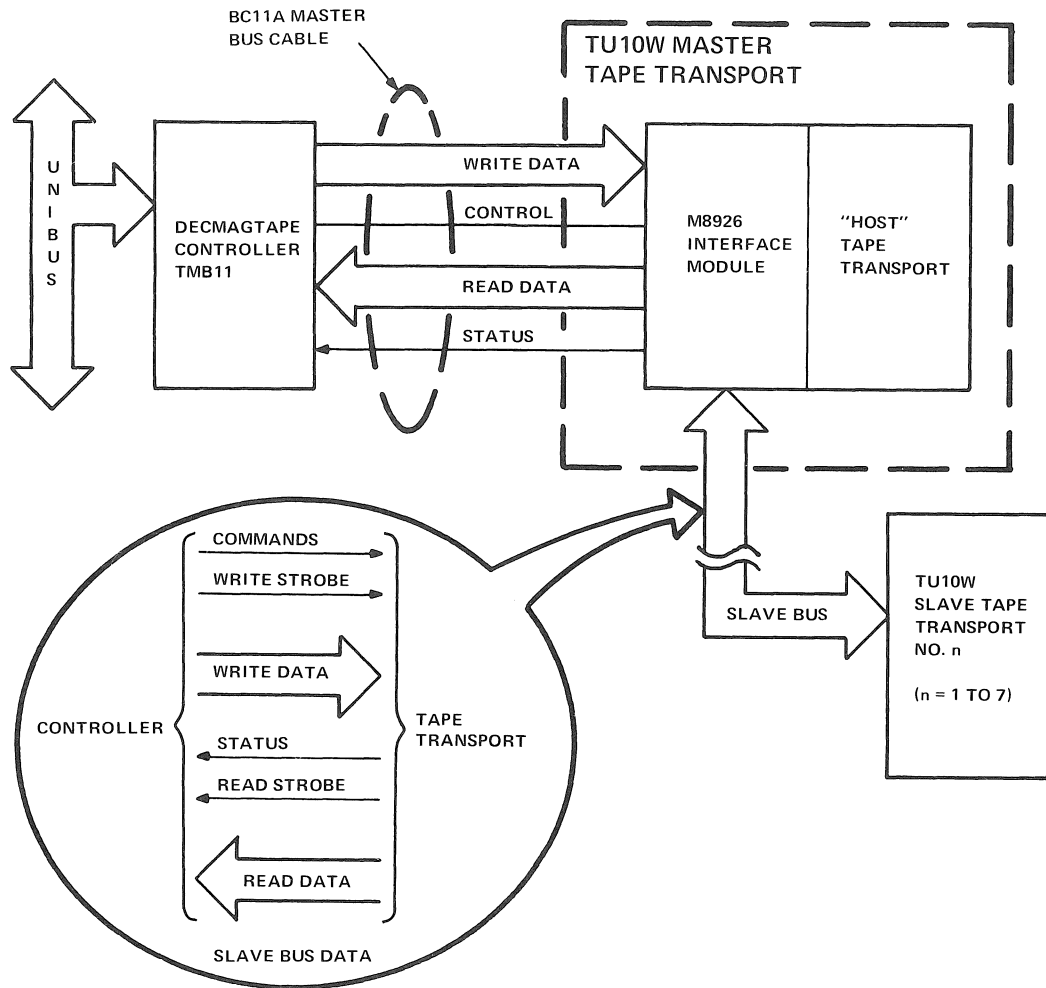 BC11A MASTER
BUS CABLE
TU10W MASTER
TAPE TRANSPORT
UNIBUS
DECMAGTAPE
CONTROLLER
TMB11
WRITE DATA
CONTROL
READ DATA
STATUS
M8926
INTERFACE
MODULE
"HOST"
TAPE
TRANSPORT
SLAVE BUS
TU10W
SLAVE TAPE
TRANSPORT
NO. n
(n = 1 TO 7)
COMMANDS
WRITE STROBE
WRITE DATA
CONTROLLER
TAPE
TRANSPORT
STATUS
READ STROBE
READ DATA
SLAVE BUS DATA